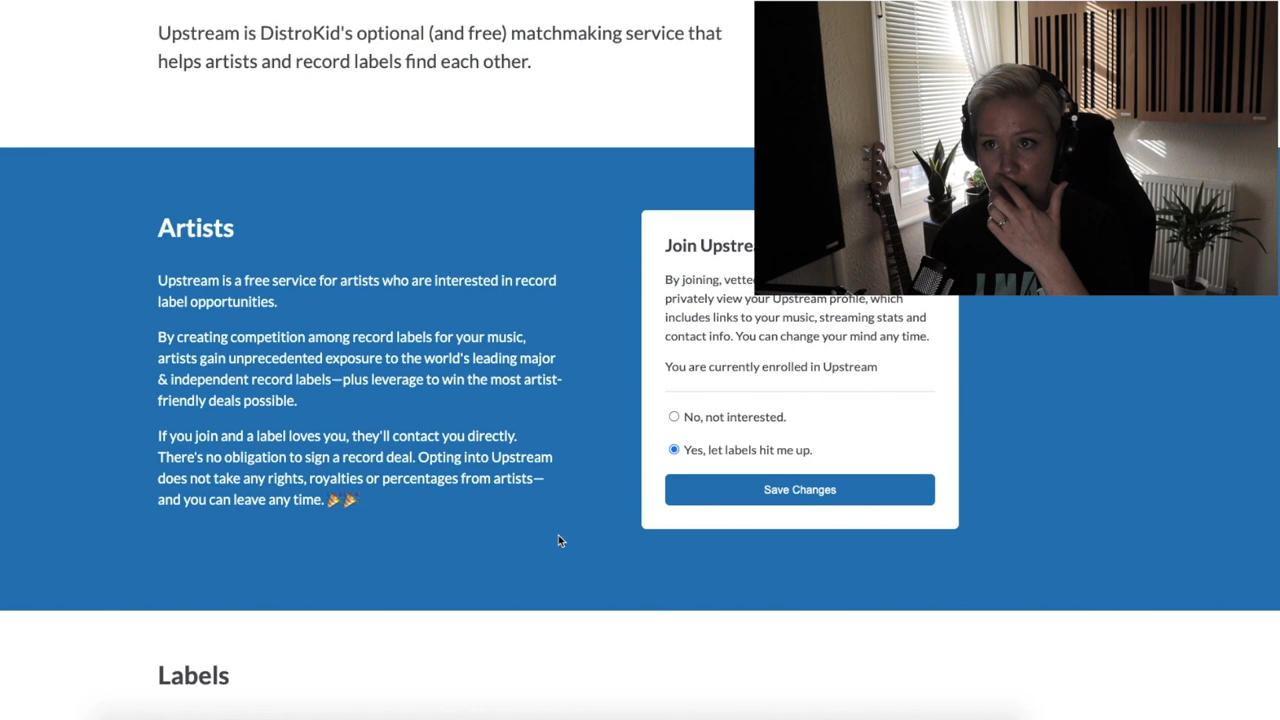 Upstream is DistroKid's optional (and free) matchmaking service that
helps artists and record labels find each other.
Artists
Upstream is a free service for artists who are interested in record
label opportunities.
By creating competition among record labels for your music,
artists gain unprecedented exposure to the world's leading major
& independent record labels—plus leverage to win the most artist-
friendly deals possible.
If you join and a label loves you, they'll contact you directly.
There's no obligation to sign a record deal. Opting into Upstream
does not take any rights, royalties or percentages from artists—
and you can leave any time. 🎉🎉
Join
By joining,
privately view your Upstream profile, which
includes links to your music, streaming stats and
contact info. You can change your mind any time.
You are currently enrolled in Upstream
No, not interested.
Yes, let labels hit me up.
Save Changes
Labels